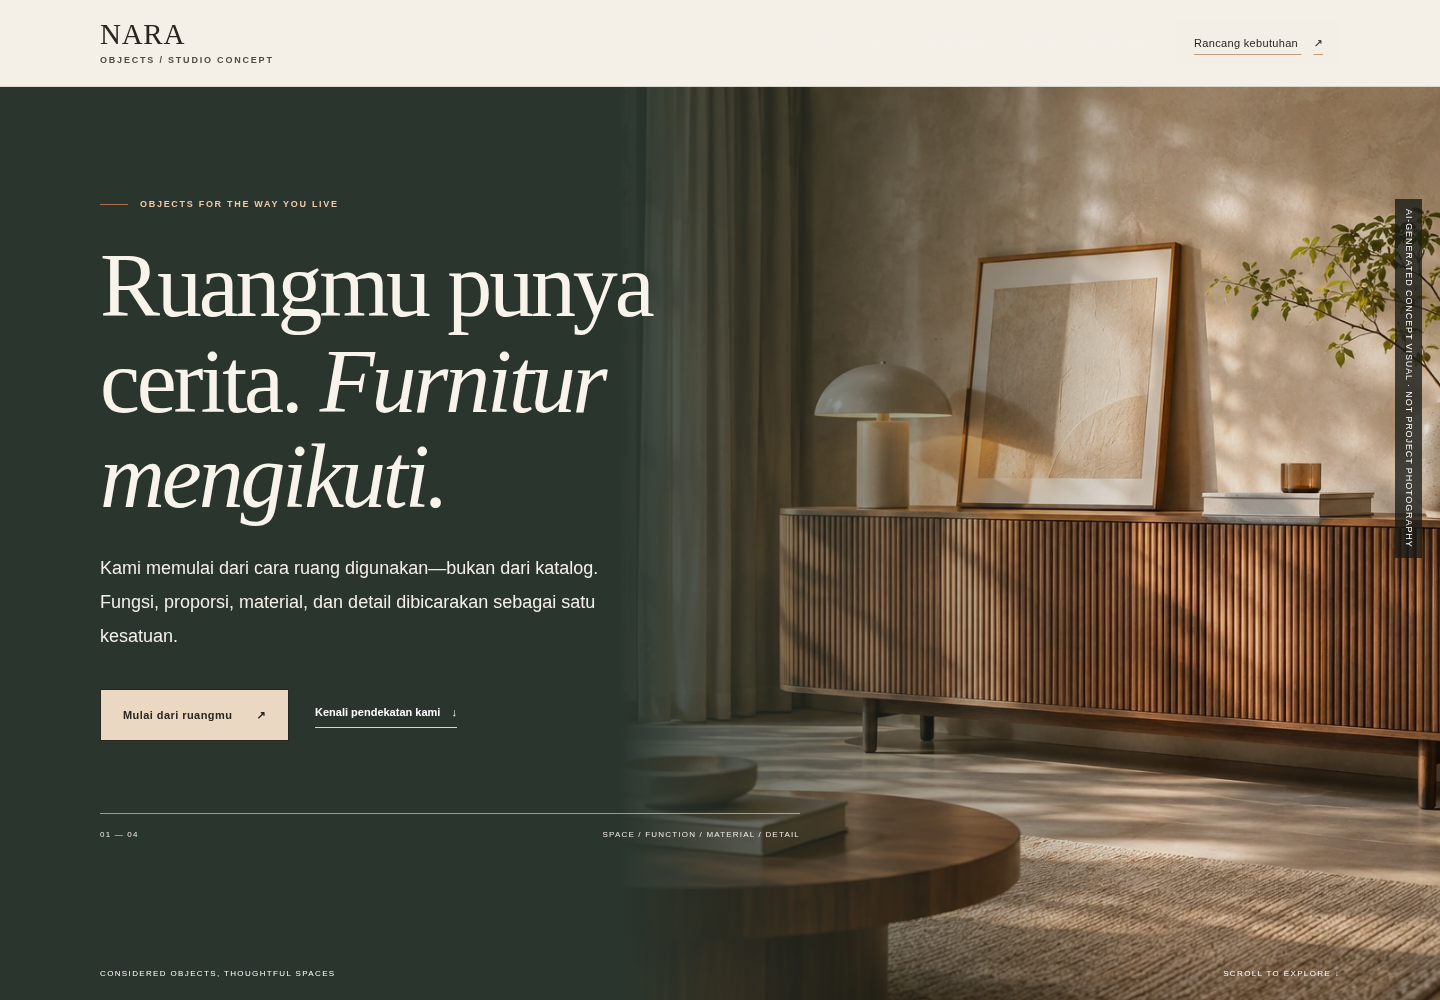 NARA
OBJECTS / STUDIO CONCEPT
Rancang kebutuhan ↗
OBJECTS FOR THE WAY YOU LIVE
Ruangmu punya
cerita. Furnitur
mengikuti.
Kami memulai dari cara ruang digunakan—bukan dari katalog.
Fungsi, proporsi, material, dan detail dibicarakan sebagai satu
kesatuan.
Mulai dari ruangmu ↗
Kenali pendekatan kami ↓
01 — 04
SPACE / FUNCTION / MATERIAL / DETAIL
AI-GENERATED CONCEPT VISUAL · NOT PROJECT PHOTOGRAPHY
CONSIDERED OBJECTS, THOUGHTFUL SPACES
SCROLL TO EXPLORE ↓